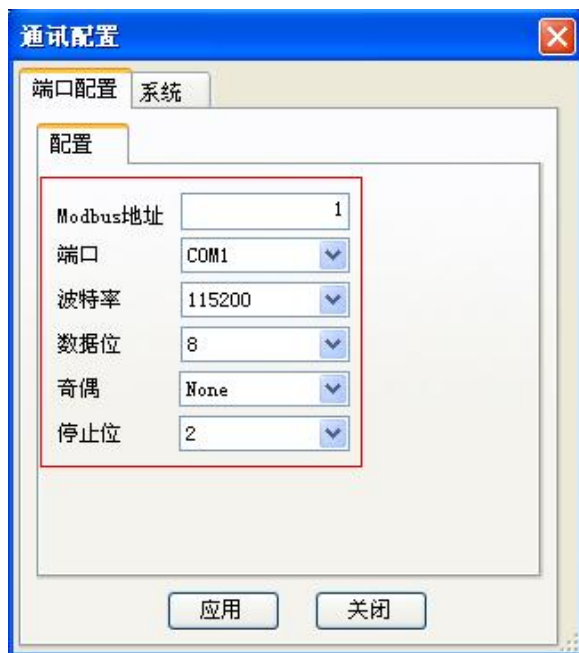 通讯配置
端口配置 系统
配置
Modbus地址 1
端口 COM1
波特率 115200
数据位 8
奇偶 None
停止位 2
应用 关闭